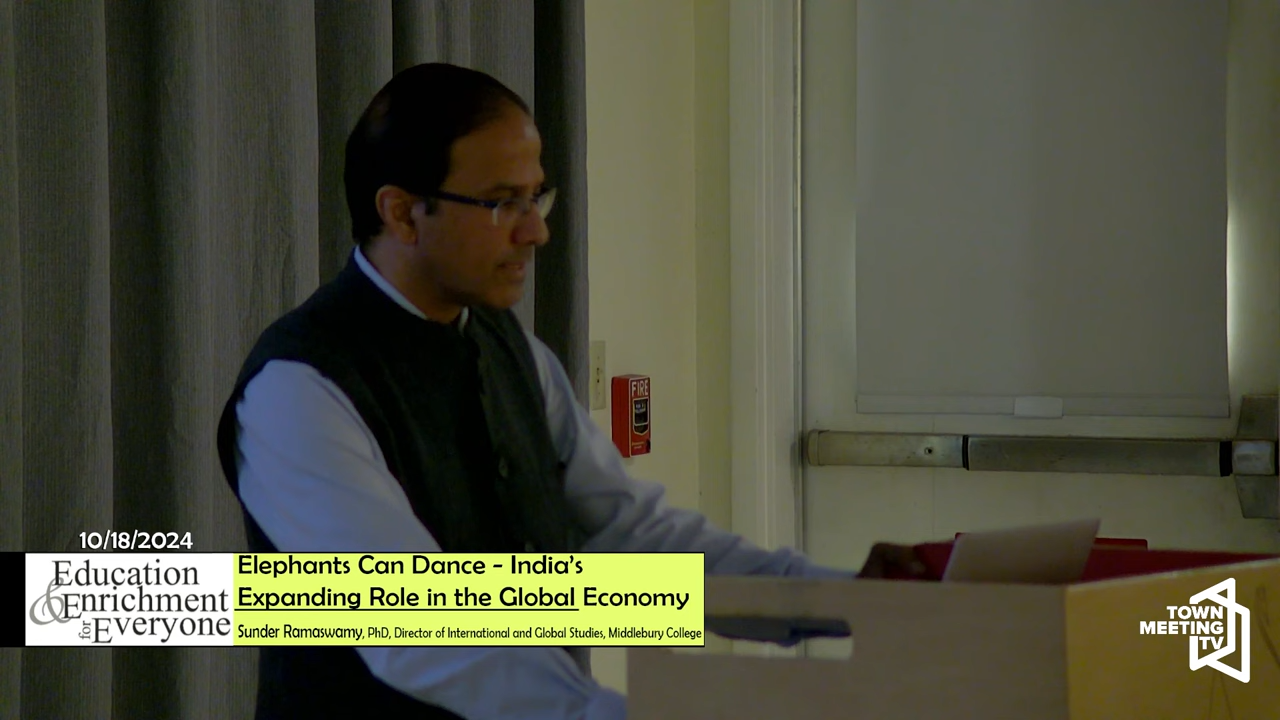 FIRE
10/18/2024
Education
& Enrichment
for Everyone
Elephants Can Dance - India's
Expanding Role in the Global Economy
Sunder Ramaswamy, PhD, Director of International and Global Studies, Middlebury College
TOWN
MEETING
TV